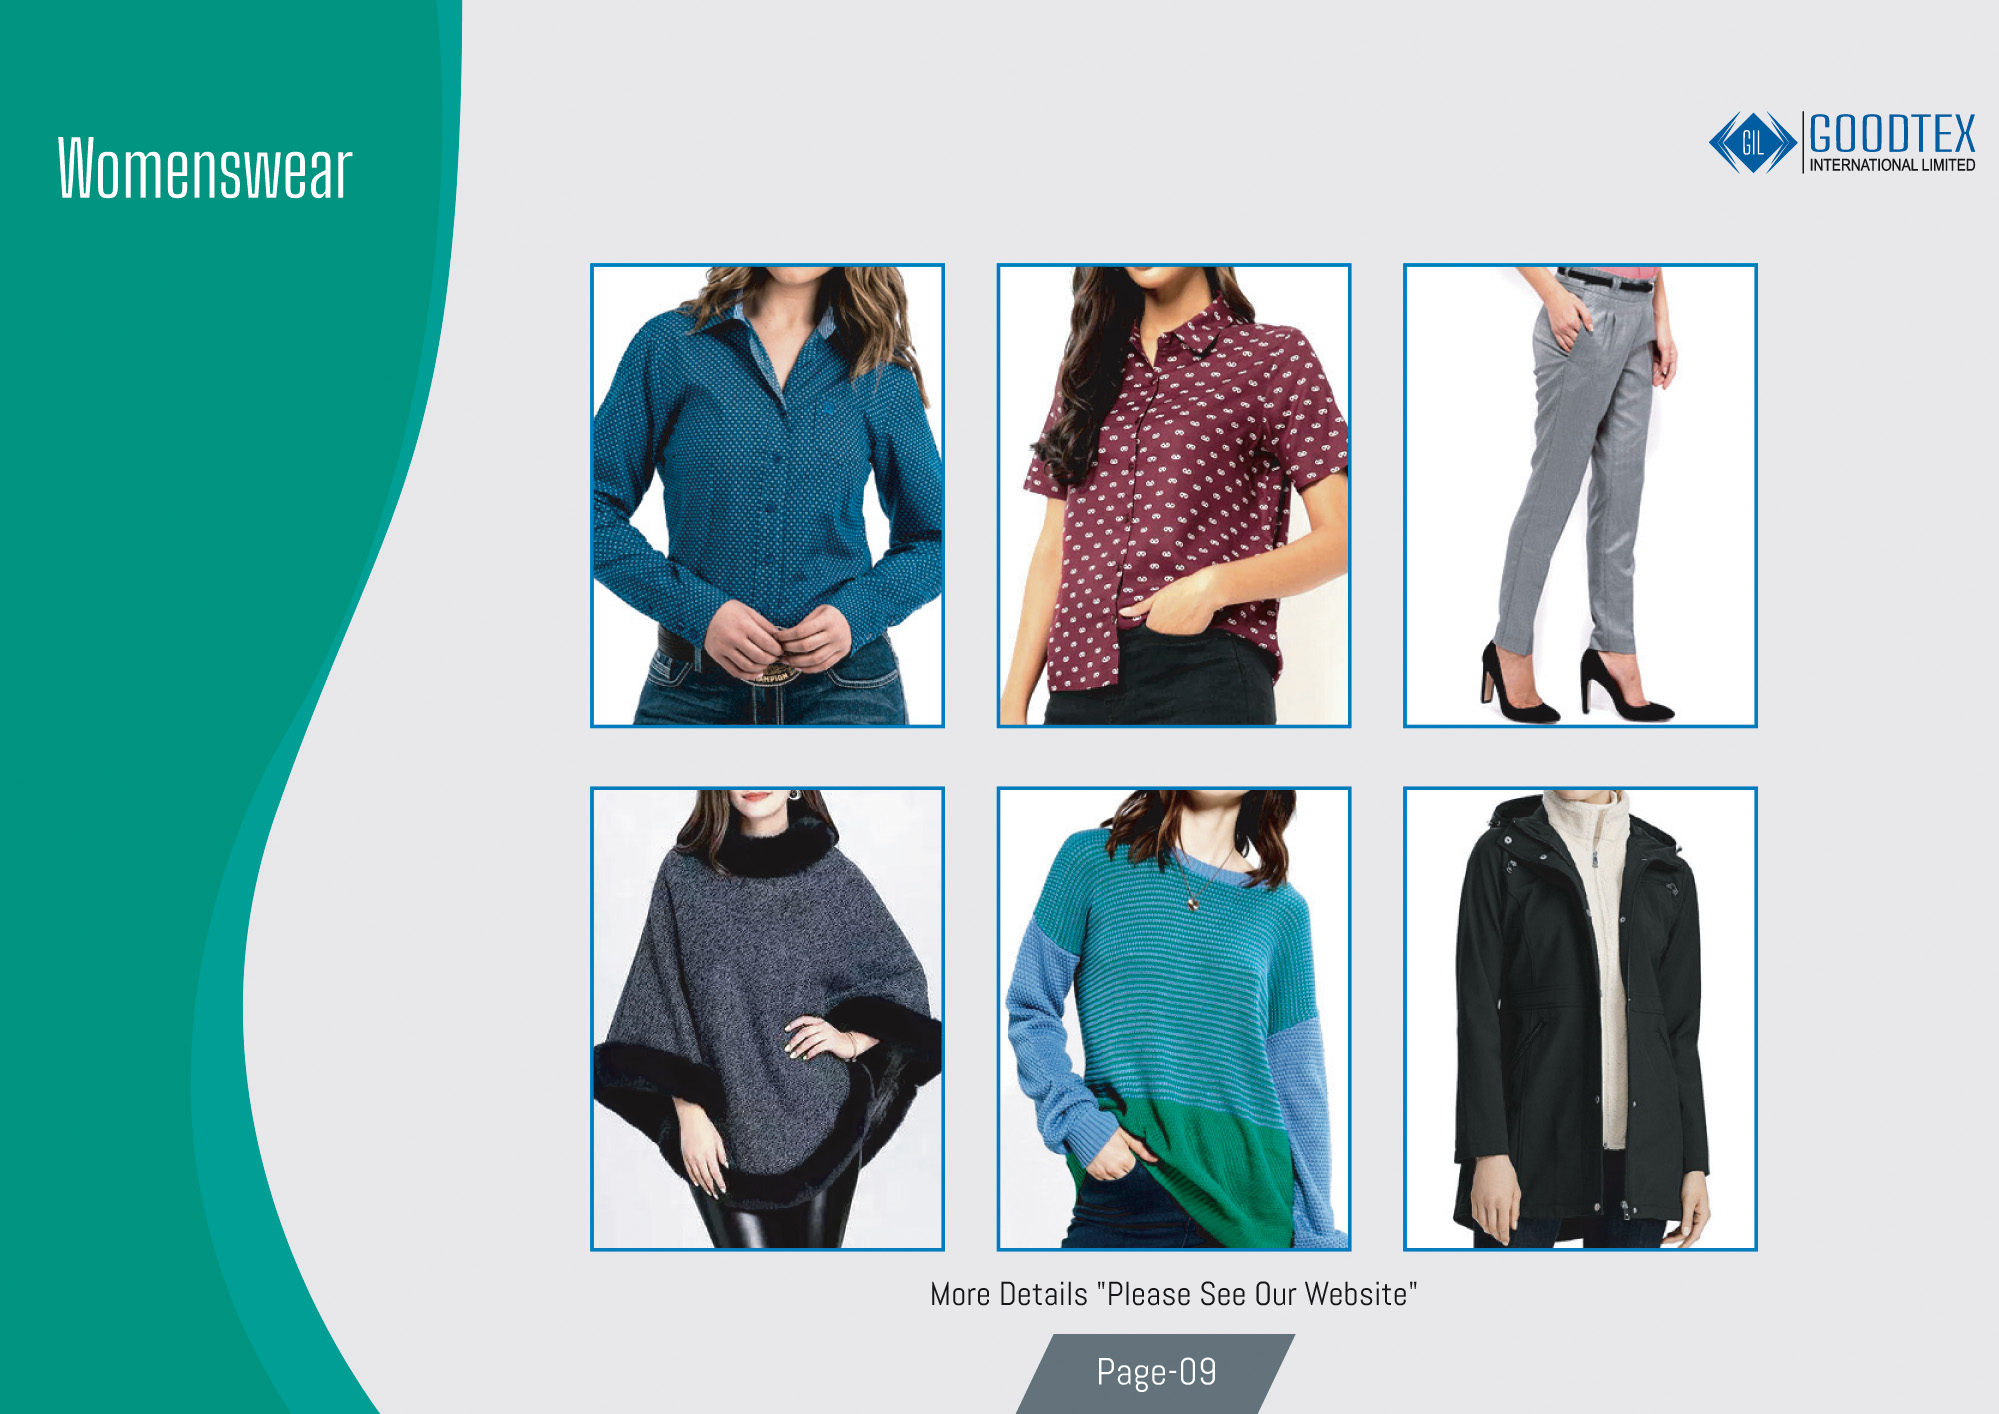 Womenswear
GIL
GOODTEX
INTERNATIONAL LIMITED
More Details "Please See Our Website"
Page-09